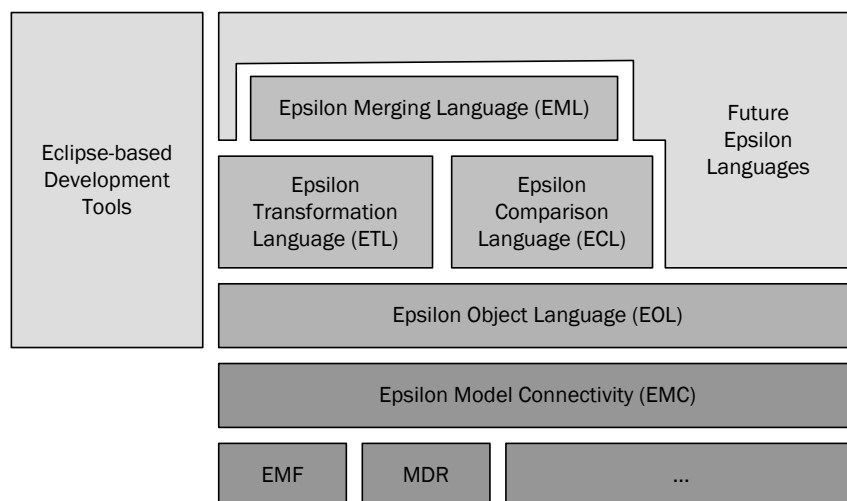 Epsilon Merging Language (EML)
Eclipse-based
Development
Tools
Future
Epsilon
Languages
Epsilon
Transformation
Language (ETL)
Epsilon
Comparison
Language (ECL)
Epsilon Object Language (EOL)
Epsilon Model Connectivity (EMC)
EMF
MDR
...